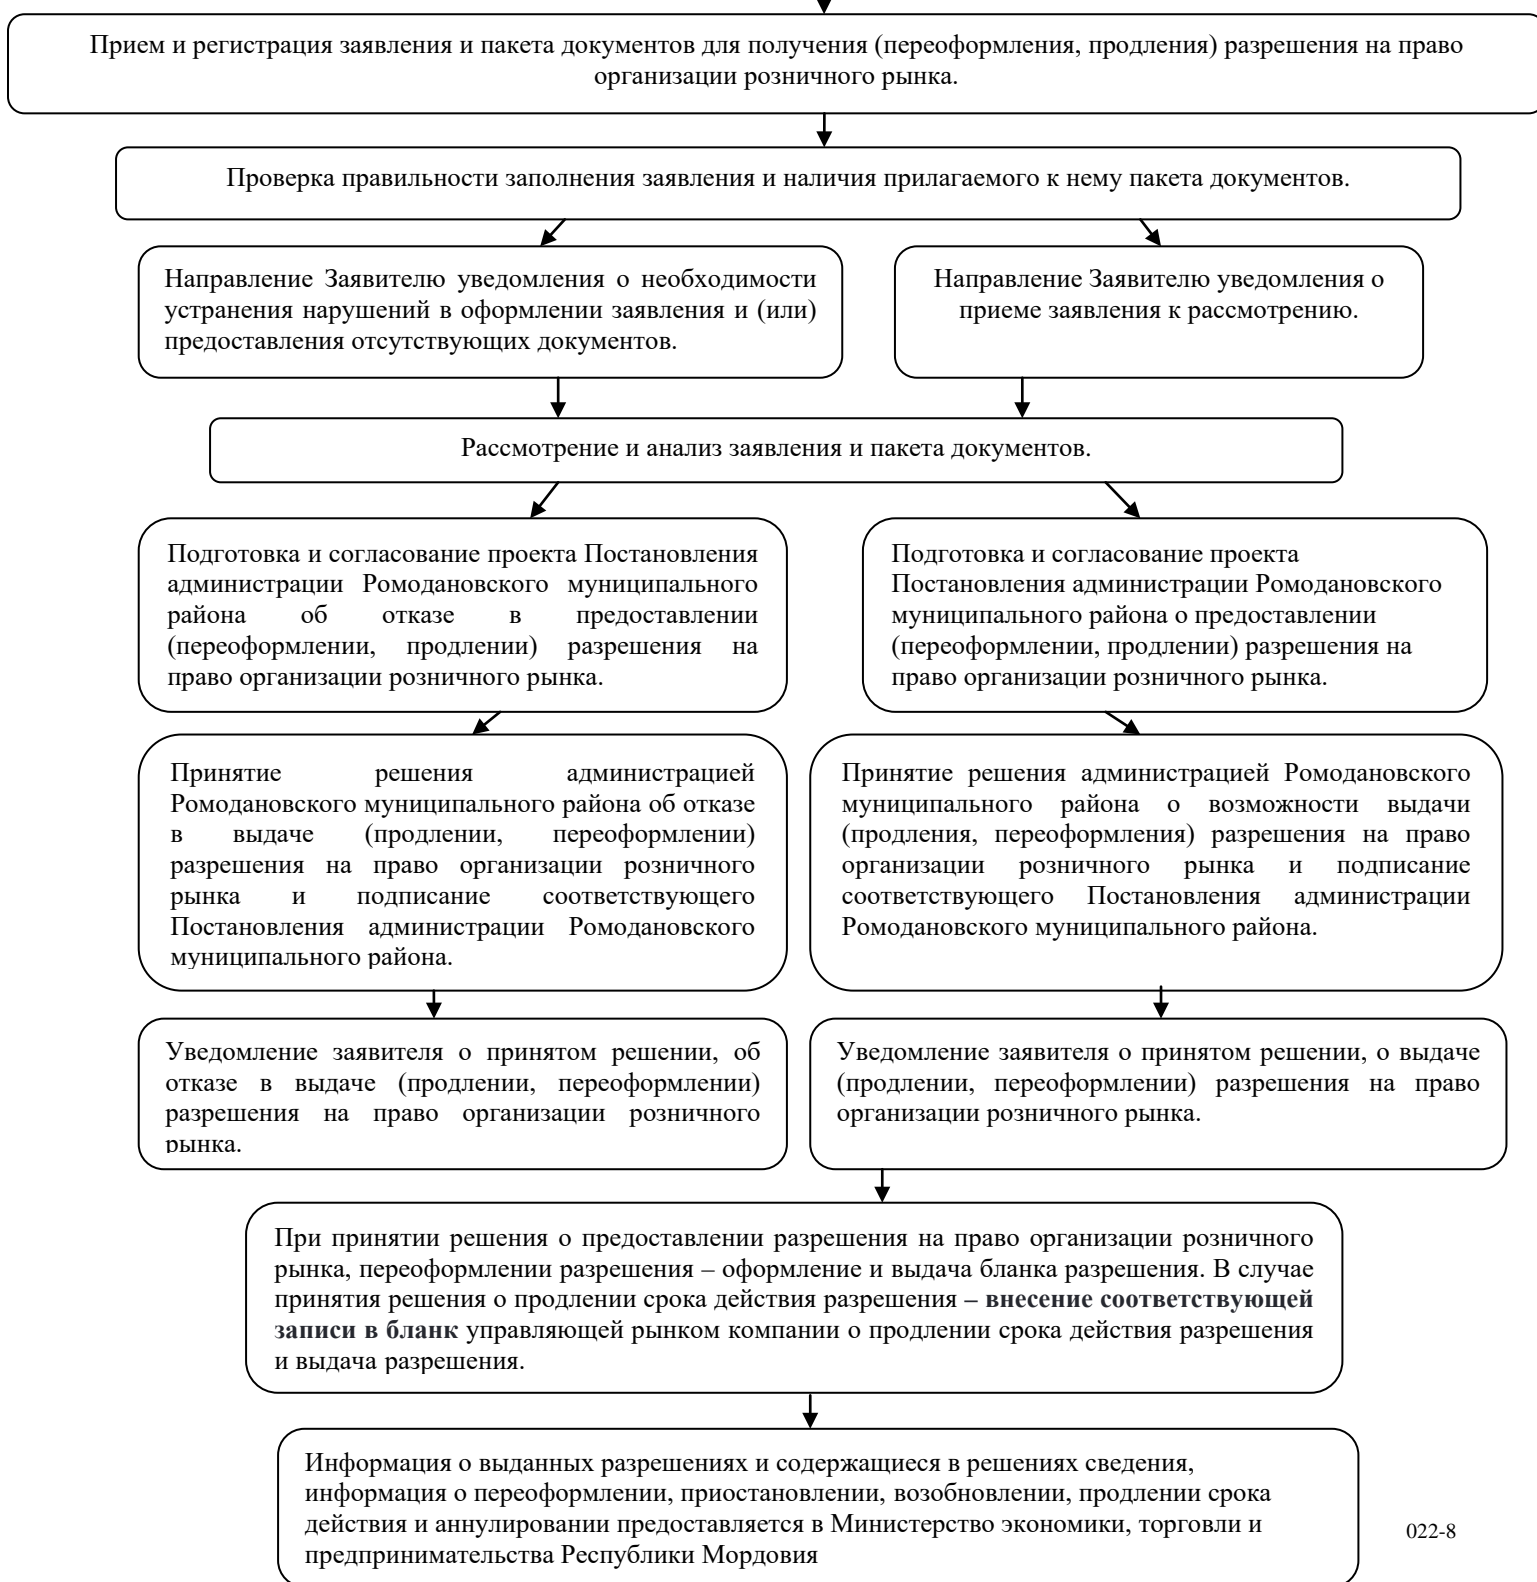 Прием и регистрация заявления и пакета документов для получения (переоформления, продления) разрешения на право
организации розничного рынка.
Проверка правильности заполнения заявления и наличия прилагаемого к нему пакета документов.
Направление Заявителю уведомления о необходимости
устранения нарушений в оформлении заявления и (или)
предоставления отсутствующих документов.
Направление Заявителю уведомления о
приеме заявления к рассмотрению.
Рассмотрение и анализ заявления и пакета документов.
Подготовка и согласование проекта Постановления
администрации Ромодановского муниципального
района об отказе в предоставлении
(переоформлении, продлении) разрешения на
право организации розничного рынка.
Подготовка и согласование проекта
Постановления администрации Ромодановского
муниципального района о предоставлении
(переоформлении, продлении) разрешения на
право организации розничного рынка.
Принятие решения администрацией
Ромодановского муниципального района об отказе
в выдаче (продлении, переоформлении)
разрешения на право организации розничного
рынка и подписание соответствующего
Постановления администрации Ромодановского
муниципального района.
Принятие решения администрацией Ромодановского
муниципального района о возможности выдачи
(продления, переоформления) разрешения на право
организации розничного рынка и подписание
соответствующего Постановления администрации
Ромодановского муниципального района.
Уведомление заявителя о принятом решении, об
отказе в выдаче (продлении, переоформлении)
разрешения на право организации розничного
рынка.
Уведомление заявителя о принятом решении, о выдаче
(продлении, переоформлении) разрешения на право
организации розничного рынка.
При принятии решения о предоставлении разрешения на право организации розничного
рынка, переоформлении разрешения – оформление и выдача бланка разрешения. В случае
принятия решения о продлении срока действия разрешения – внесение соответствующей
записи в бланк управляющей рынком компании о продлении срока действия разрешения
и выдача разрешения.
Информация о выданных разрешениях и содержащиеся в решениях сведения,
информация о переоформлении, приостановлении, возобновлении, продлении срока
действия и аннулировании предоставляется в Министерство экономики, торговли и
предпринимательства Республики Мордовия
022-8